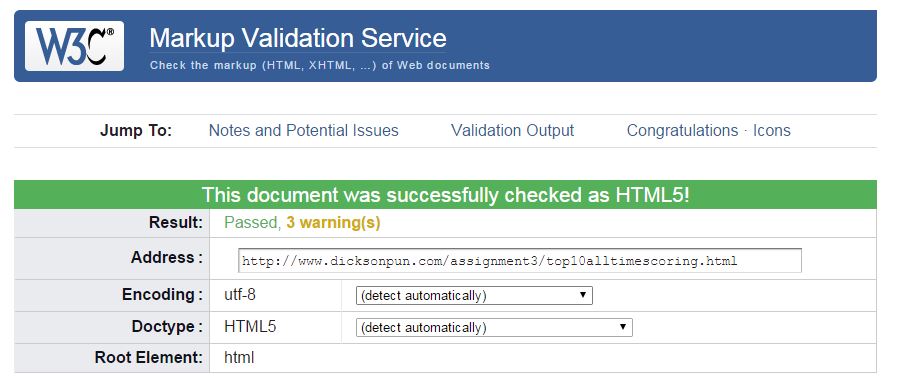 W3C®
Markup Validation Service
Check the markup (HTML, XHTML, ...) of Web documents
Jump To: Notes and Potential Issues Validation Output Congratulations · Icons
This document was successfully checked as HTML5!
Result: Passed, 3 warning(s)
Address : http://www.dicksonpun.com/assignment3/top10alltimescoring.html
Encoding : utf-8 (detect automatically)
Doctype : HTML5 (detect automatically)
Root Element: html